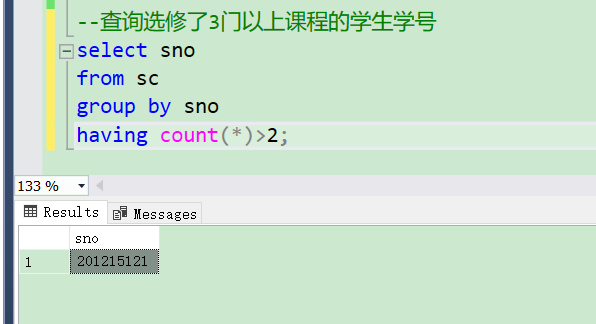 --查询选修了3门以上课程的学生学号
select sno
from sc
group by sno
having count(*)>2;
133 %
Results Messages
sno
1 201215121